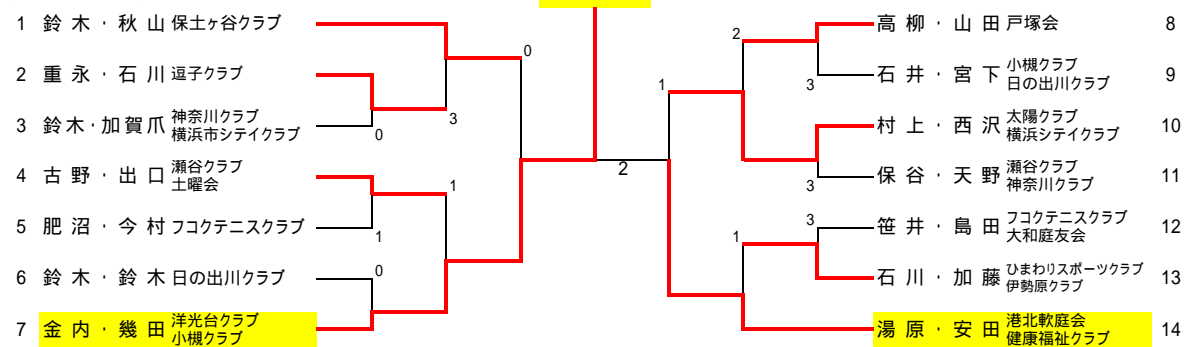 1 鈴木・秋山 保土ヶ谷クラブ
2 重永・石川 逗子クラブ
3 鈴木・加賀爪 神奈川クラブ
横浜市シテイクラブ
4 古野・出口 瀬谷クラブ
土曜会
5 肥沼・今村 フコクテニスクラブ
6 鈴木・鈴木 日の出川クラブ
7 金内・幾田 洋光台クラブ
小槻クラブ
0
3
0
1
1
0
2
高柳・山田 戸塚会 8
石井・宮下 小槻クラブ
日の出川クラブ 9
村上・西沢 太陽クラブ
横浜シテイクラブ 10
保谷・天野 瀬谷クラブ
神奈川クラブ 11
笹井・島田 フコクテニスクラブ
大和庭友会 12
石川・加藤 ひまわりスポーツクラブ
伊勢原クラブ 13
湯原・安田 港北軟庭会
健康福祉クラブ 14
2
3
1
3
3
1